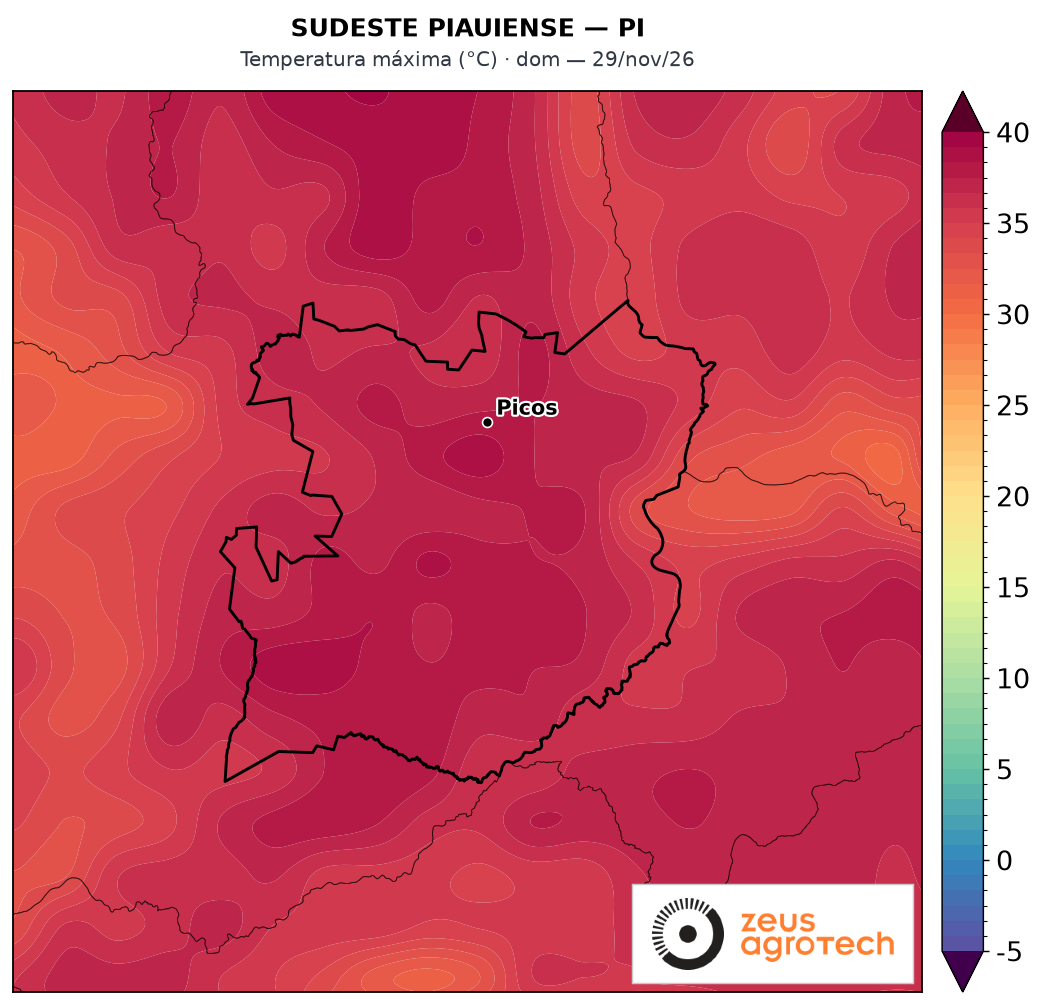 SUDESTE PIAUIENSE — PI
Temperatura máxima (°C) · dom — 29/nov/26
Picos
40
35
30
25
20
15
10
5
0
-5
zeus
agrotech